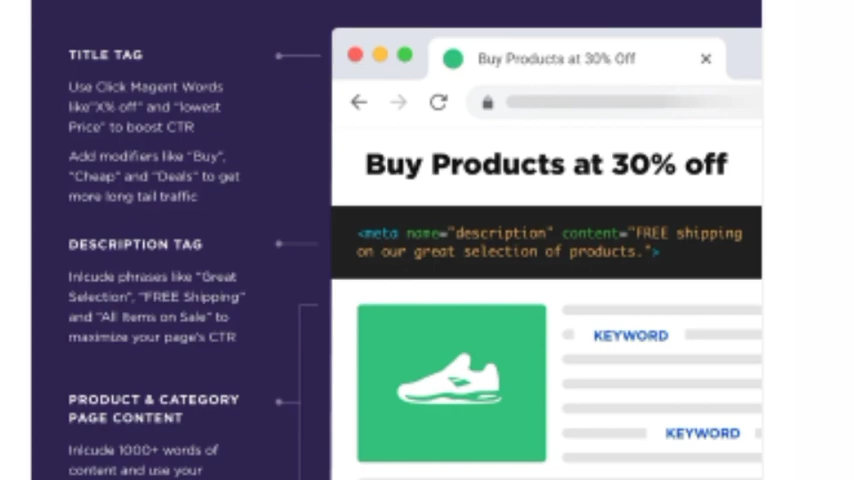 TITLE TAG
Use Click Magent Words
like"X% off" and "lowest
Price" to boost CTR
Add modifiers like "Buy",
"Cheap" and "Deals" to get
more long tail traffic
DESCRIPTION TAG
Inlcude phrases like "Great
Selection", "FREE Shipping"
and "All Items on Sale" to
maximize your page's CTR
PRODUCT & CATEGORY
PAGE CONTENT
Inlcude 1000+ words of
content and use your
Buy Products at 30% Off
Buy Products at 30% off
<meta name="description" content="FREE shipping
on our great selection of products.">
KEYWORD
KEYWORD